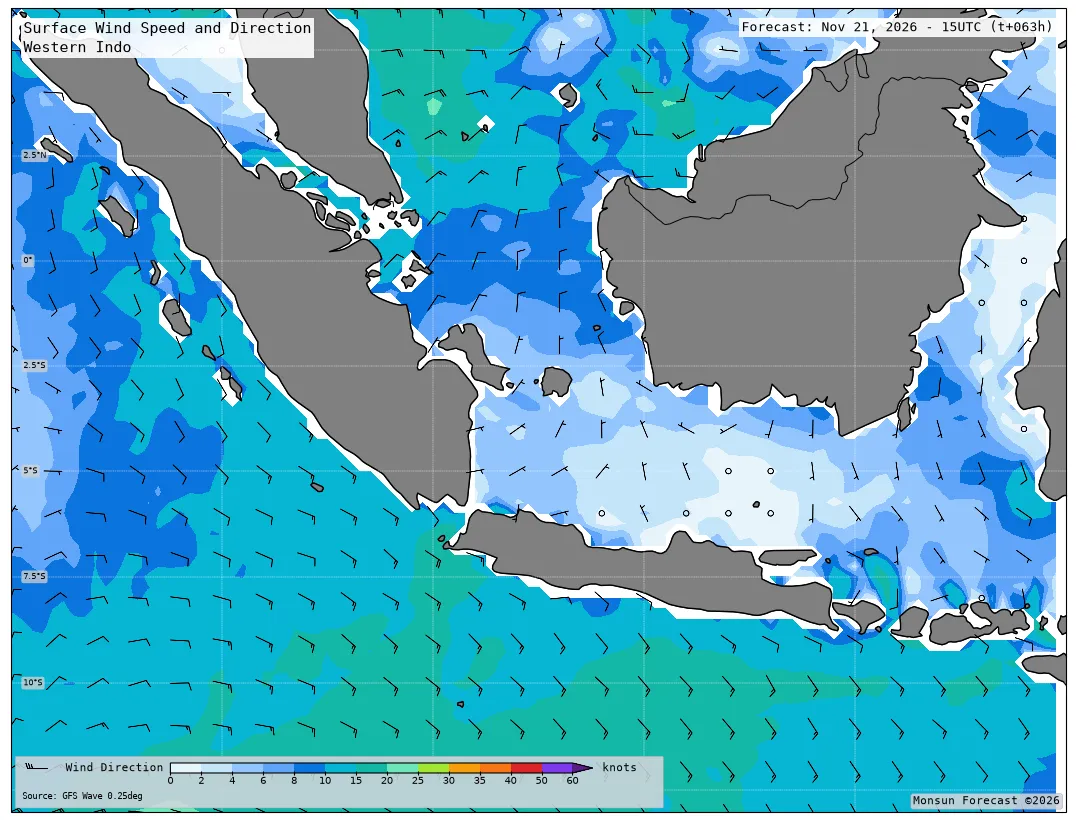 Surface Wind Speed and Direction
Western Indo
Forecast: Nov 21, 2026 - 15UTC (t+063h)
2.5°N
0°
2.5°S
5°S
7.5°S
10°S
Wind Direction
0 2 4 6 8 10 15 20 25 30 35 40 50 60
knots
Source: GFS Wave 0.25deg
Monsun Forecast ©2026